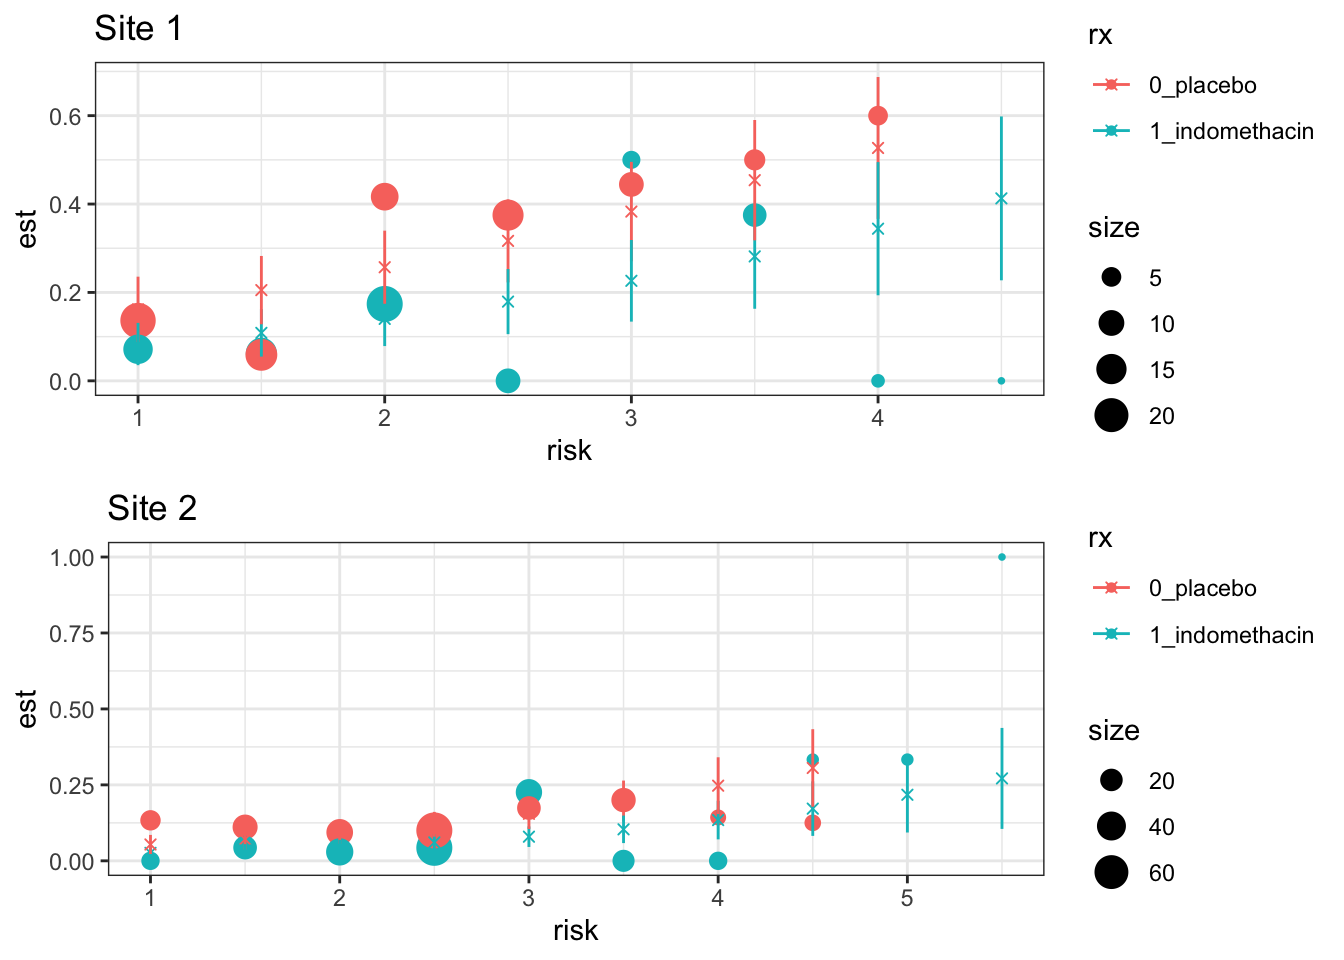 Site 1
0.6
0.4
0.2
0.0
est
1 2 3 4
risk
rx
0_placebo
1_indomethacin
size
5
10
15
20
Site 2
1.00
0.75
0.50
0.25
0.00
est
1 2 3 4 5
risk
rx
0_placebo
1_indomethacin
size
20
40
60